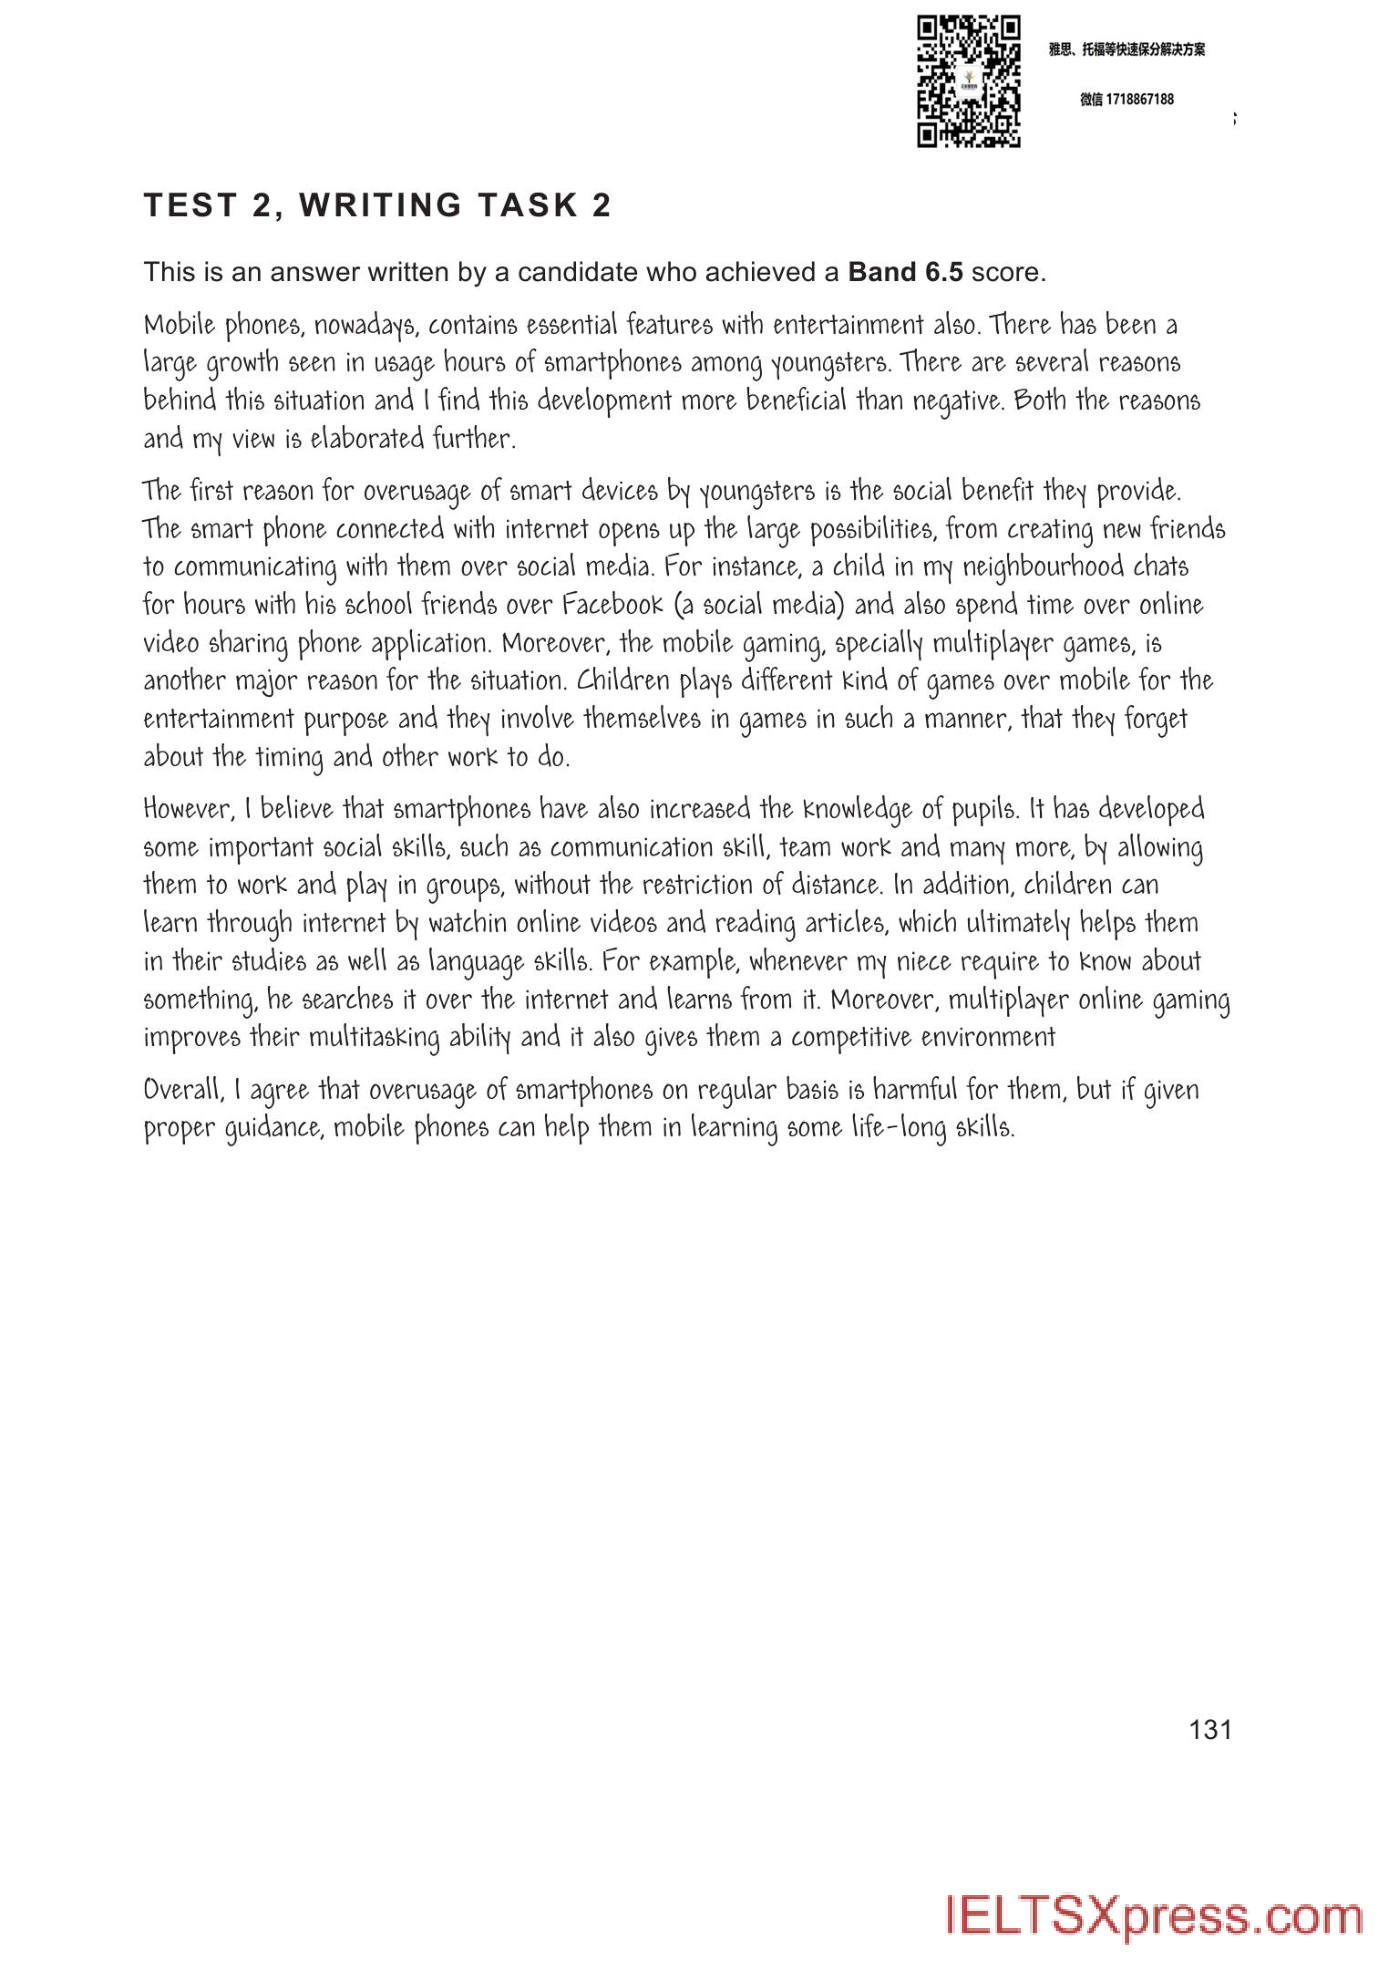 雅思、托福等快速保分解决方案
微信 1718867188
TEST 2, WRITING TASK 2
This is an answer written by a candidate who achieved a Band 6.5 score.
Mobile phones, nowadays, contains essential features with entertainment also. There has been a
large growth seen in usage hours of smartphones among youngsters. There are several reasons
behind this situation and I find this development more beneficial than negative. Both the reasons
and my view is elaborated further.
The first reason for overusage of smart devices by youngsters is the social benefit they provide.
The smart phone connected with internet opens up the large possibilities, from creating new friends
to communicating with them over social media. For instance, a child in my neighbourhood chats
for hours with his school friends over Facebook (a social media) and also spend time over online
video sharing phone application. Moreover, the mobile gaming, specially multiplayer games, is
another major reason for the situation. Children plays different kind of games over mobile for the
entertainment purpose and they involve themselves in games in such a manner, that they forget
about the timing and other work to do.
However, I believe that smartphones have also increased the knowledge of pupils. It has developed
some important social skills, such as communication skill, team work and many more, by allowing
them to work and play in groups, without the restriction of distance. In addition, children can
learn through internet by watchin online videos and reading articles, which ultimately helps them
in their studies as well as language skills. For example, whenever my niece require to know about
something, he searches it over the internet and learns from it. Moreover, multiplayer online gaming
improves their multitasking ability and it also gives them a competitive environment
Overall, I agree that overusage of smartphones on regular basis is harmful for them, but if given
proper guidance, mobile phones can help them in learning some life-long skills.
131
IELTSXpress.com